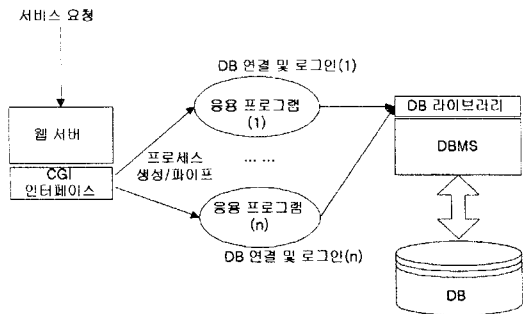 서비스 요청
DB 연결 및 로그인(1)
응용 프로그램
(1)
DB 라이브러리
웹 서버
DBMS
프로세스
생성/파이프
... ...
CGI
인터페이스
응용 프로그램
(n)
DB 연결 및 로그인(n)
DB